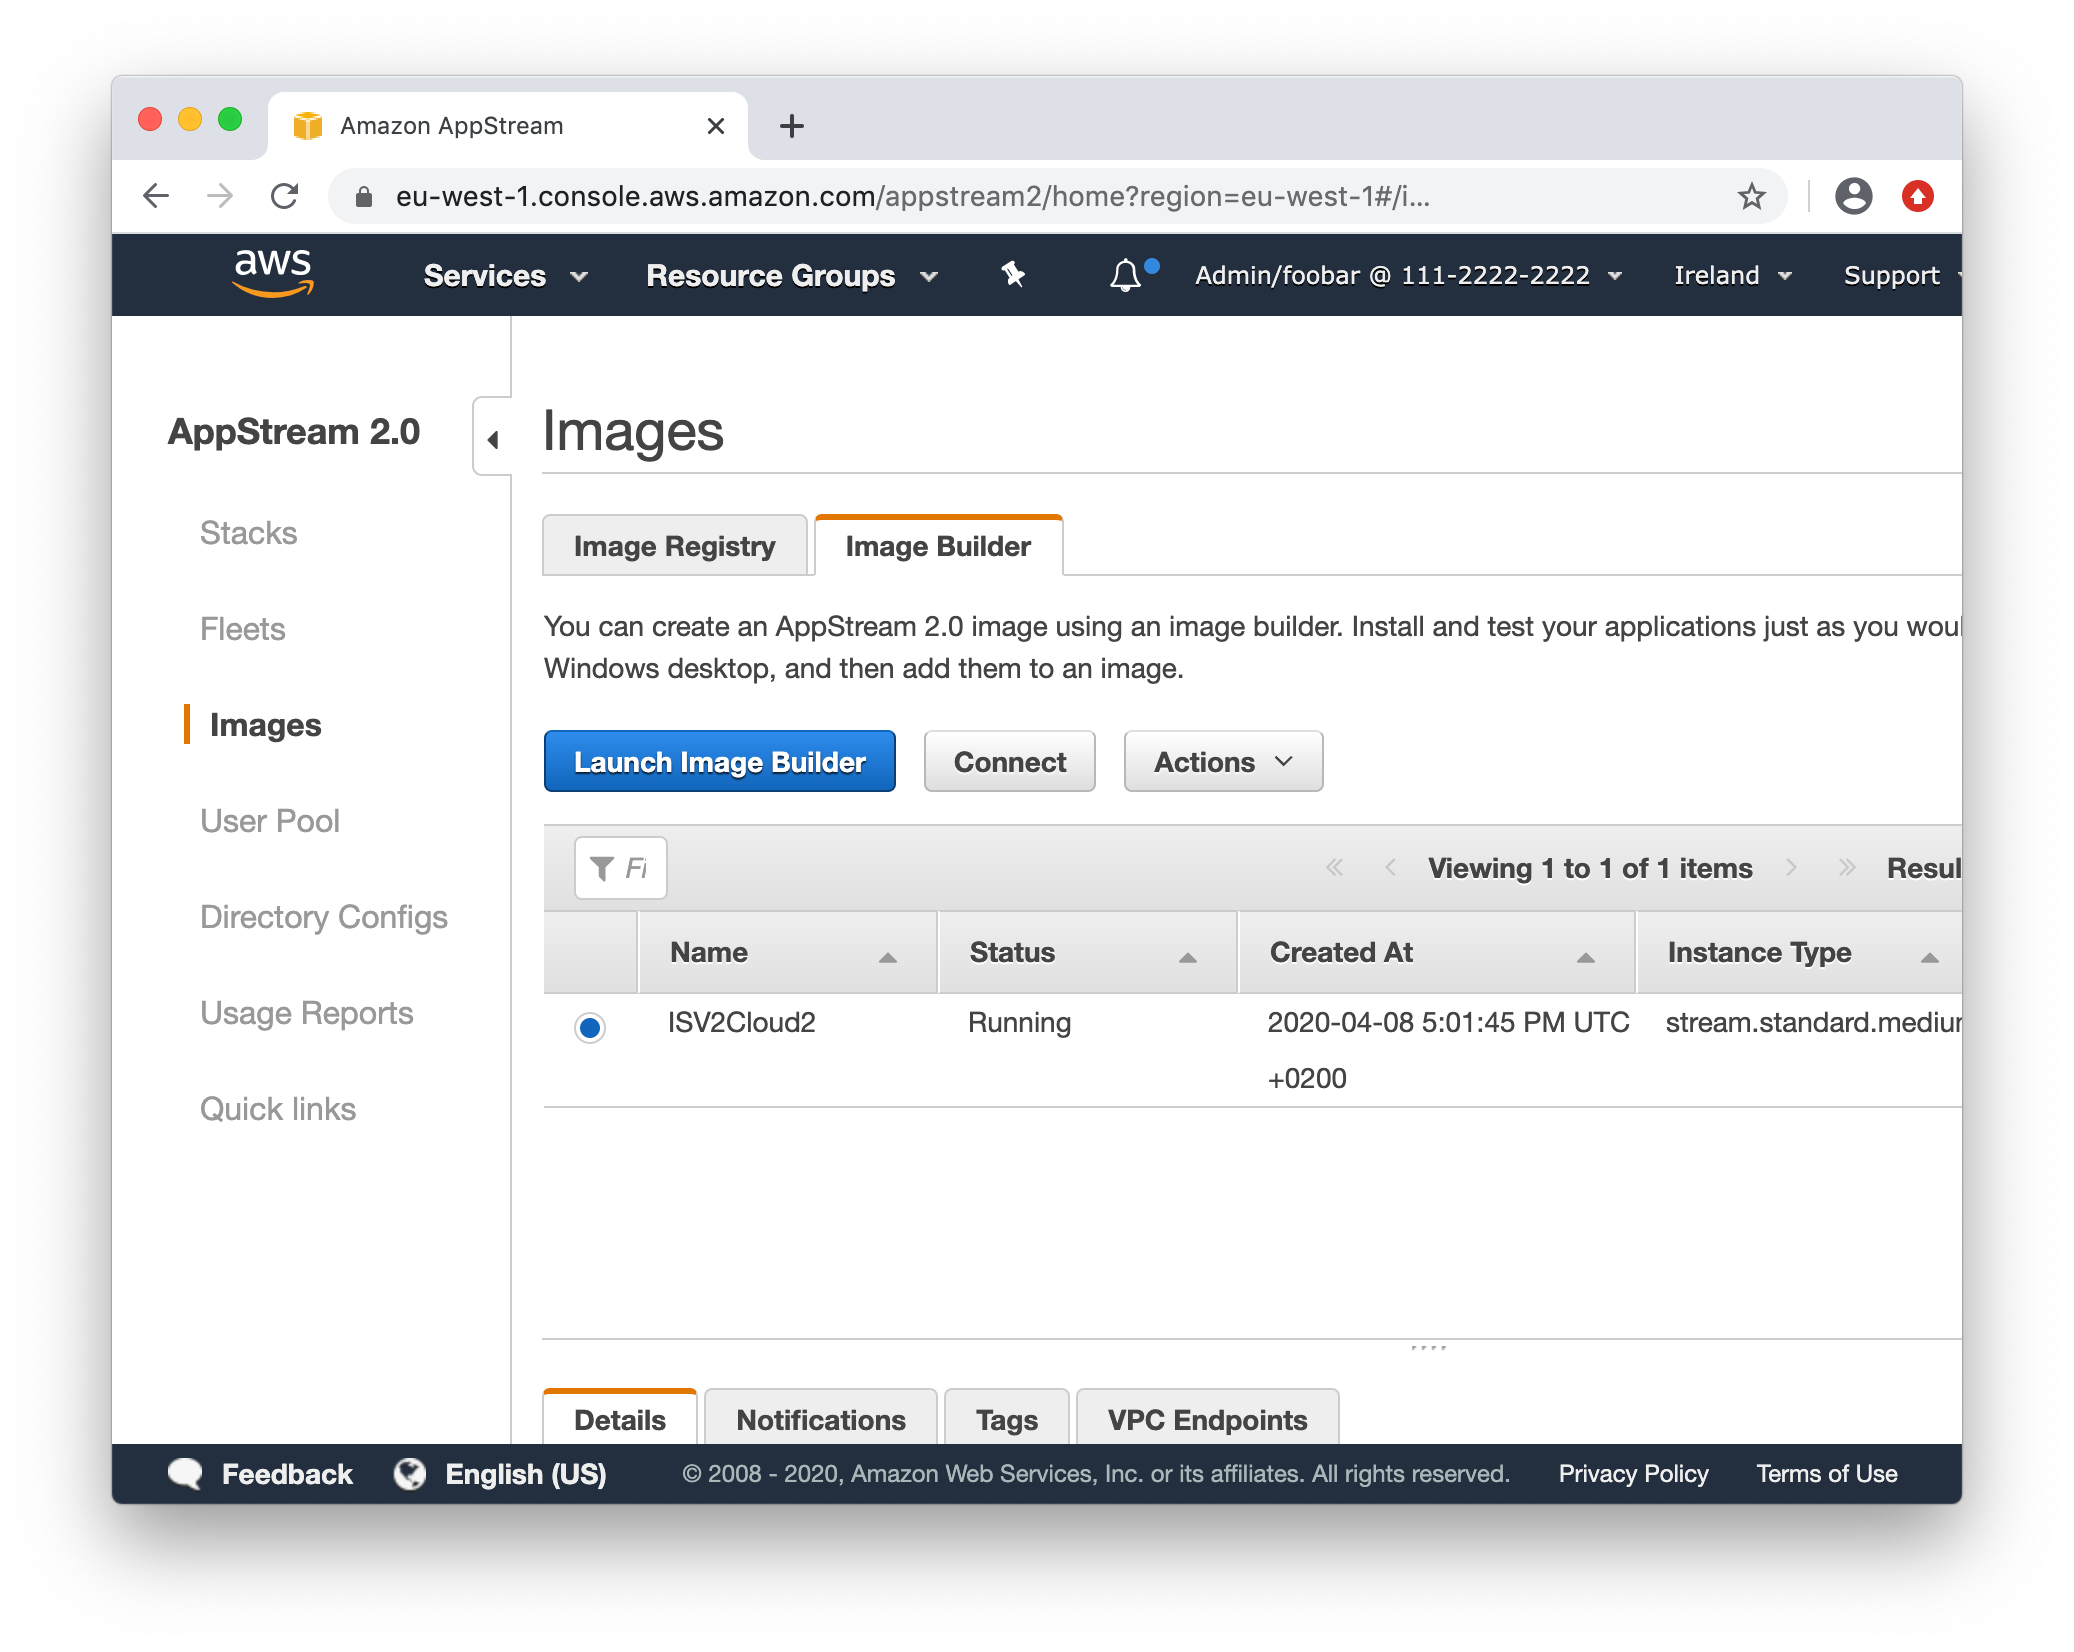 Amazon AppStream
eu-west-1.console.aws.amazon.com/appstream2/home?region=eu-west-1#/i...
aws
Services
Resource Groups
Admin/foobar @ 111-2222-2222
Ireland
Support
AppStream 2.0
Stacks
Fleets
Images
User Pool
Directory Configs
Usage Reports
Quick links
Images
Image Registry
Image Builder
You can create an AppStream 2.0 image using an image builder. Install and test your applications just as you
Windows desktop, and then add them to an image.
Launch Image Builder
Connect
Actions
Viewing 1 to 1 of 1 items
Name
Status
Created At
Instance Type
ISV2Cloud2
Running
2020-04-08 5:01:45 PM UTC
+0200
Details
Notifications
Tags
VPC Endpoints
Feedback
English (US)
© 2008 - 2020, Amazon Web Services, Inc. or its affiliates. All rights reserved.
Privacy Policy
Terms of Use